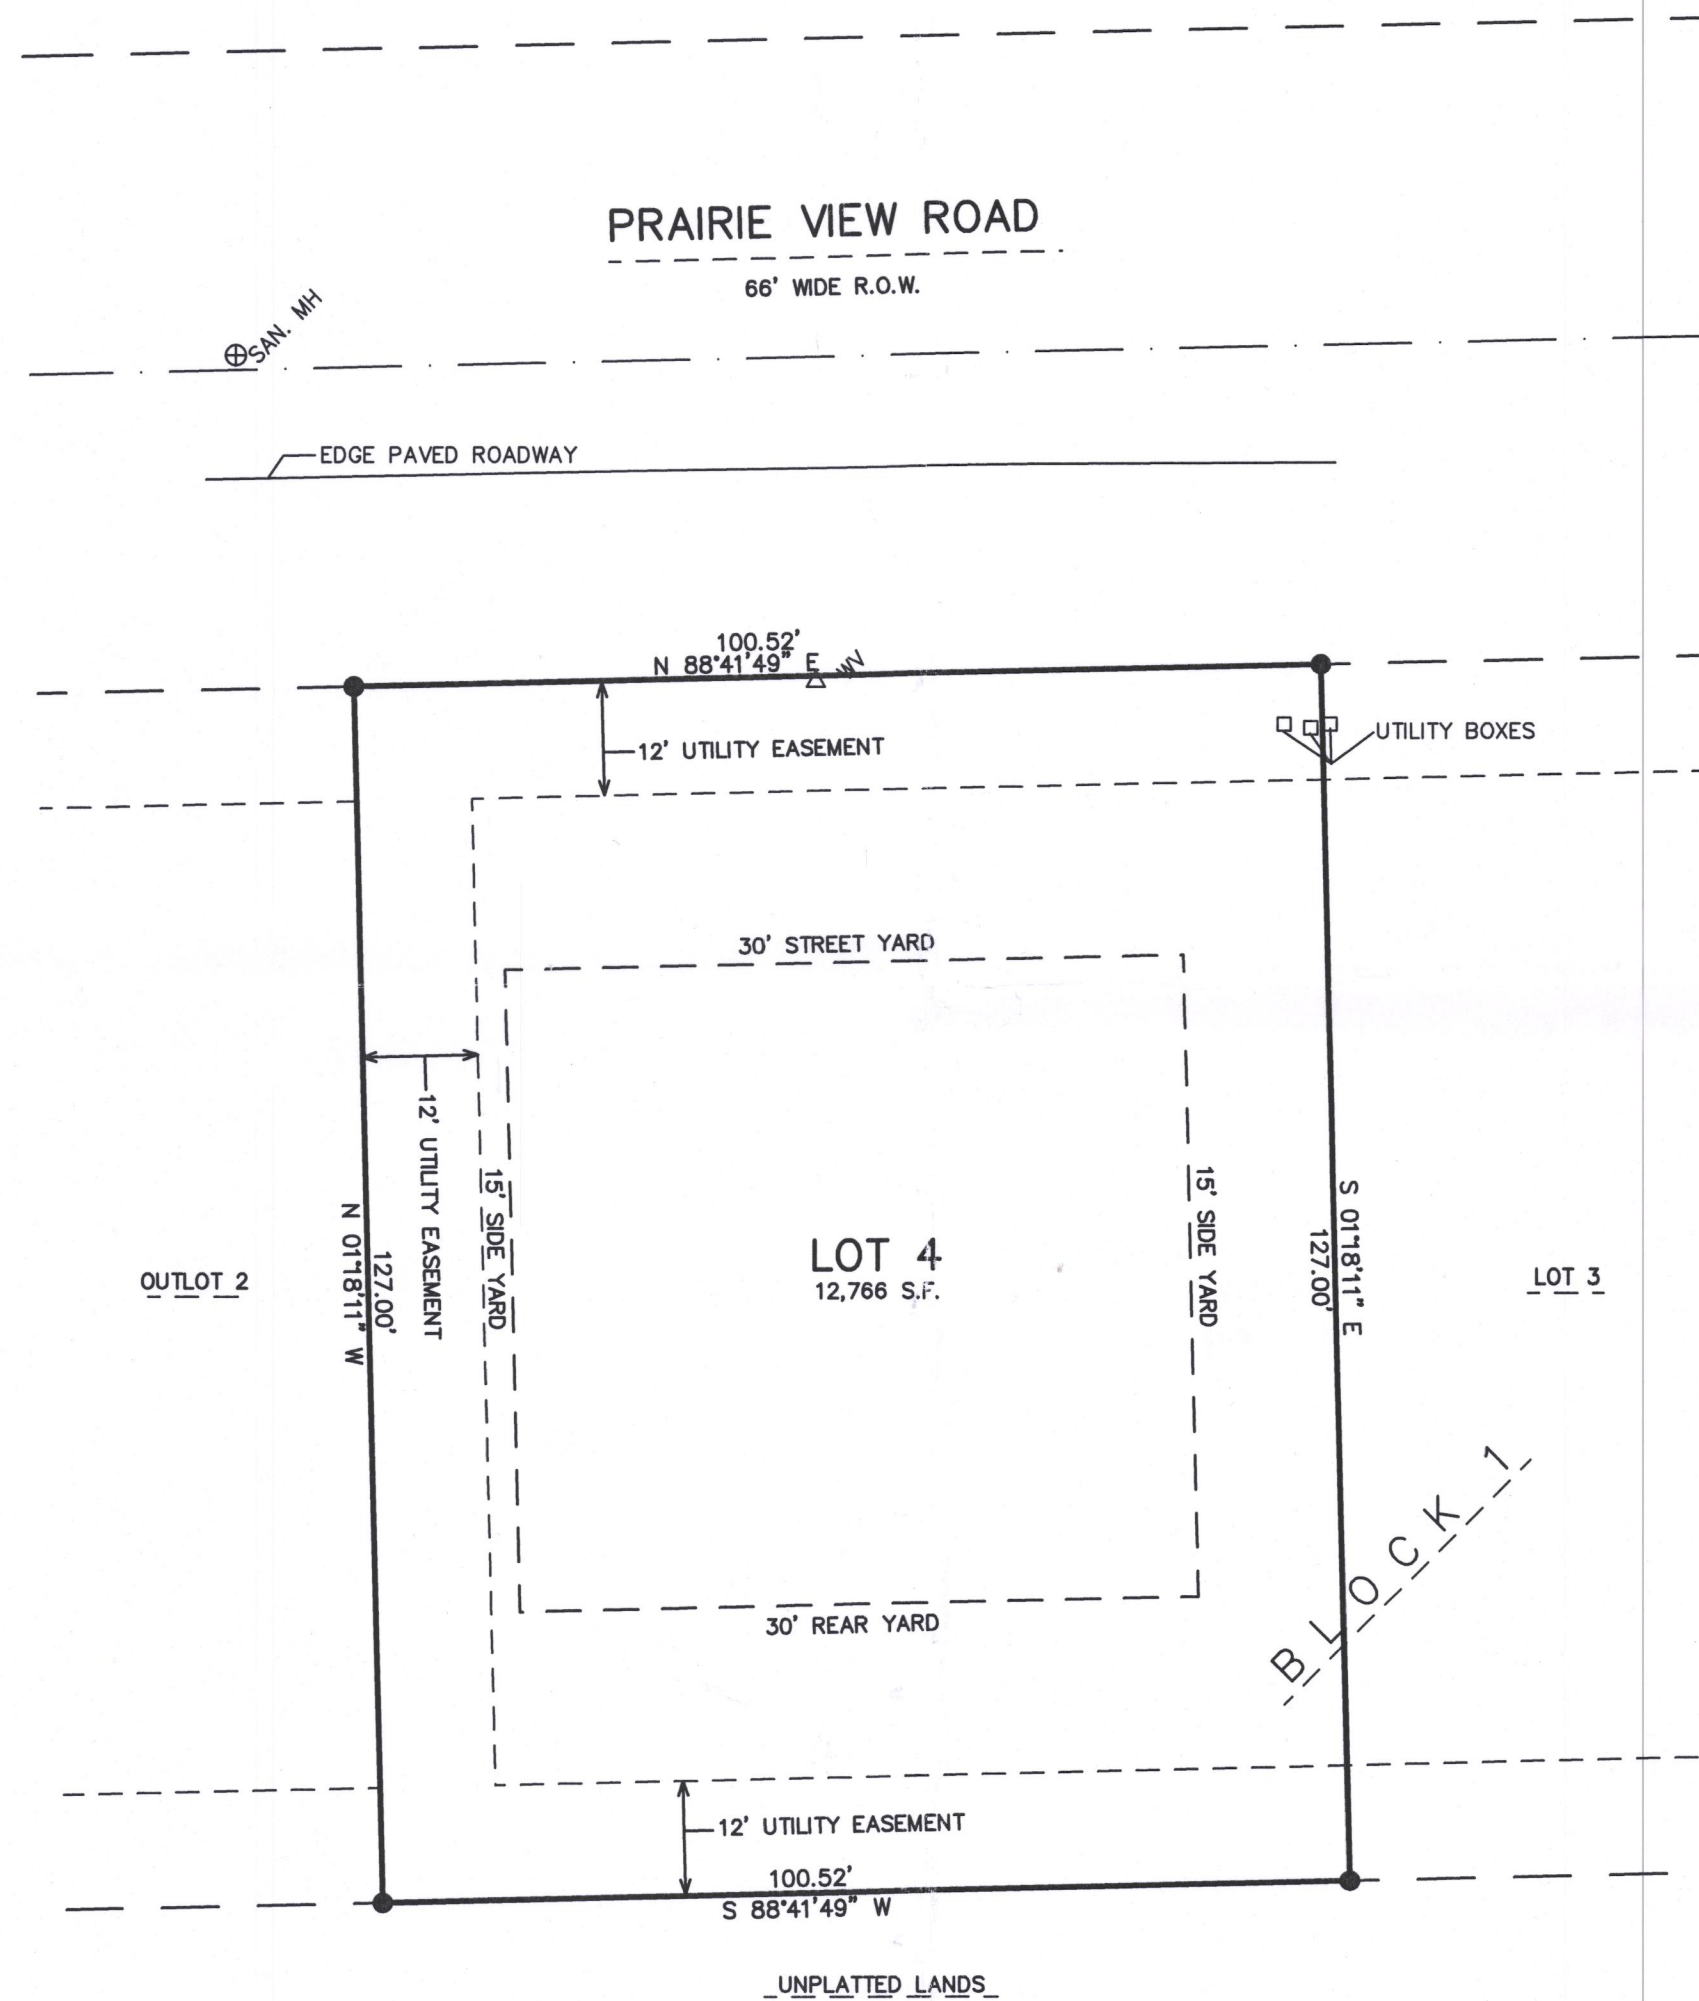 PRAIRIE VIEW ROAD
66' WIDE R.O.W.
SAN. MH
EDGE PAVED ROADWAY
100.52'
N 88°41'49" E
WV
12' UTILITY EASEMENT
UTILITY BOXES
30' STREET YARD
12' UTILITY EASEMENT
15' SIDE YARD
15' SIDE YARD
N 01°18'11" W
127.00'
S 01°18'11" E
127.00'
LOT 4
12,766 S.F.
OUTLOT 2
LOT 3
BLOCK 1
30' REAR YARD
12' UTILITY EASEMENT
100.52'
S 88°41'49" W
UNPLATTED LANDS